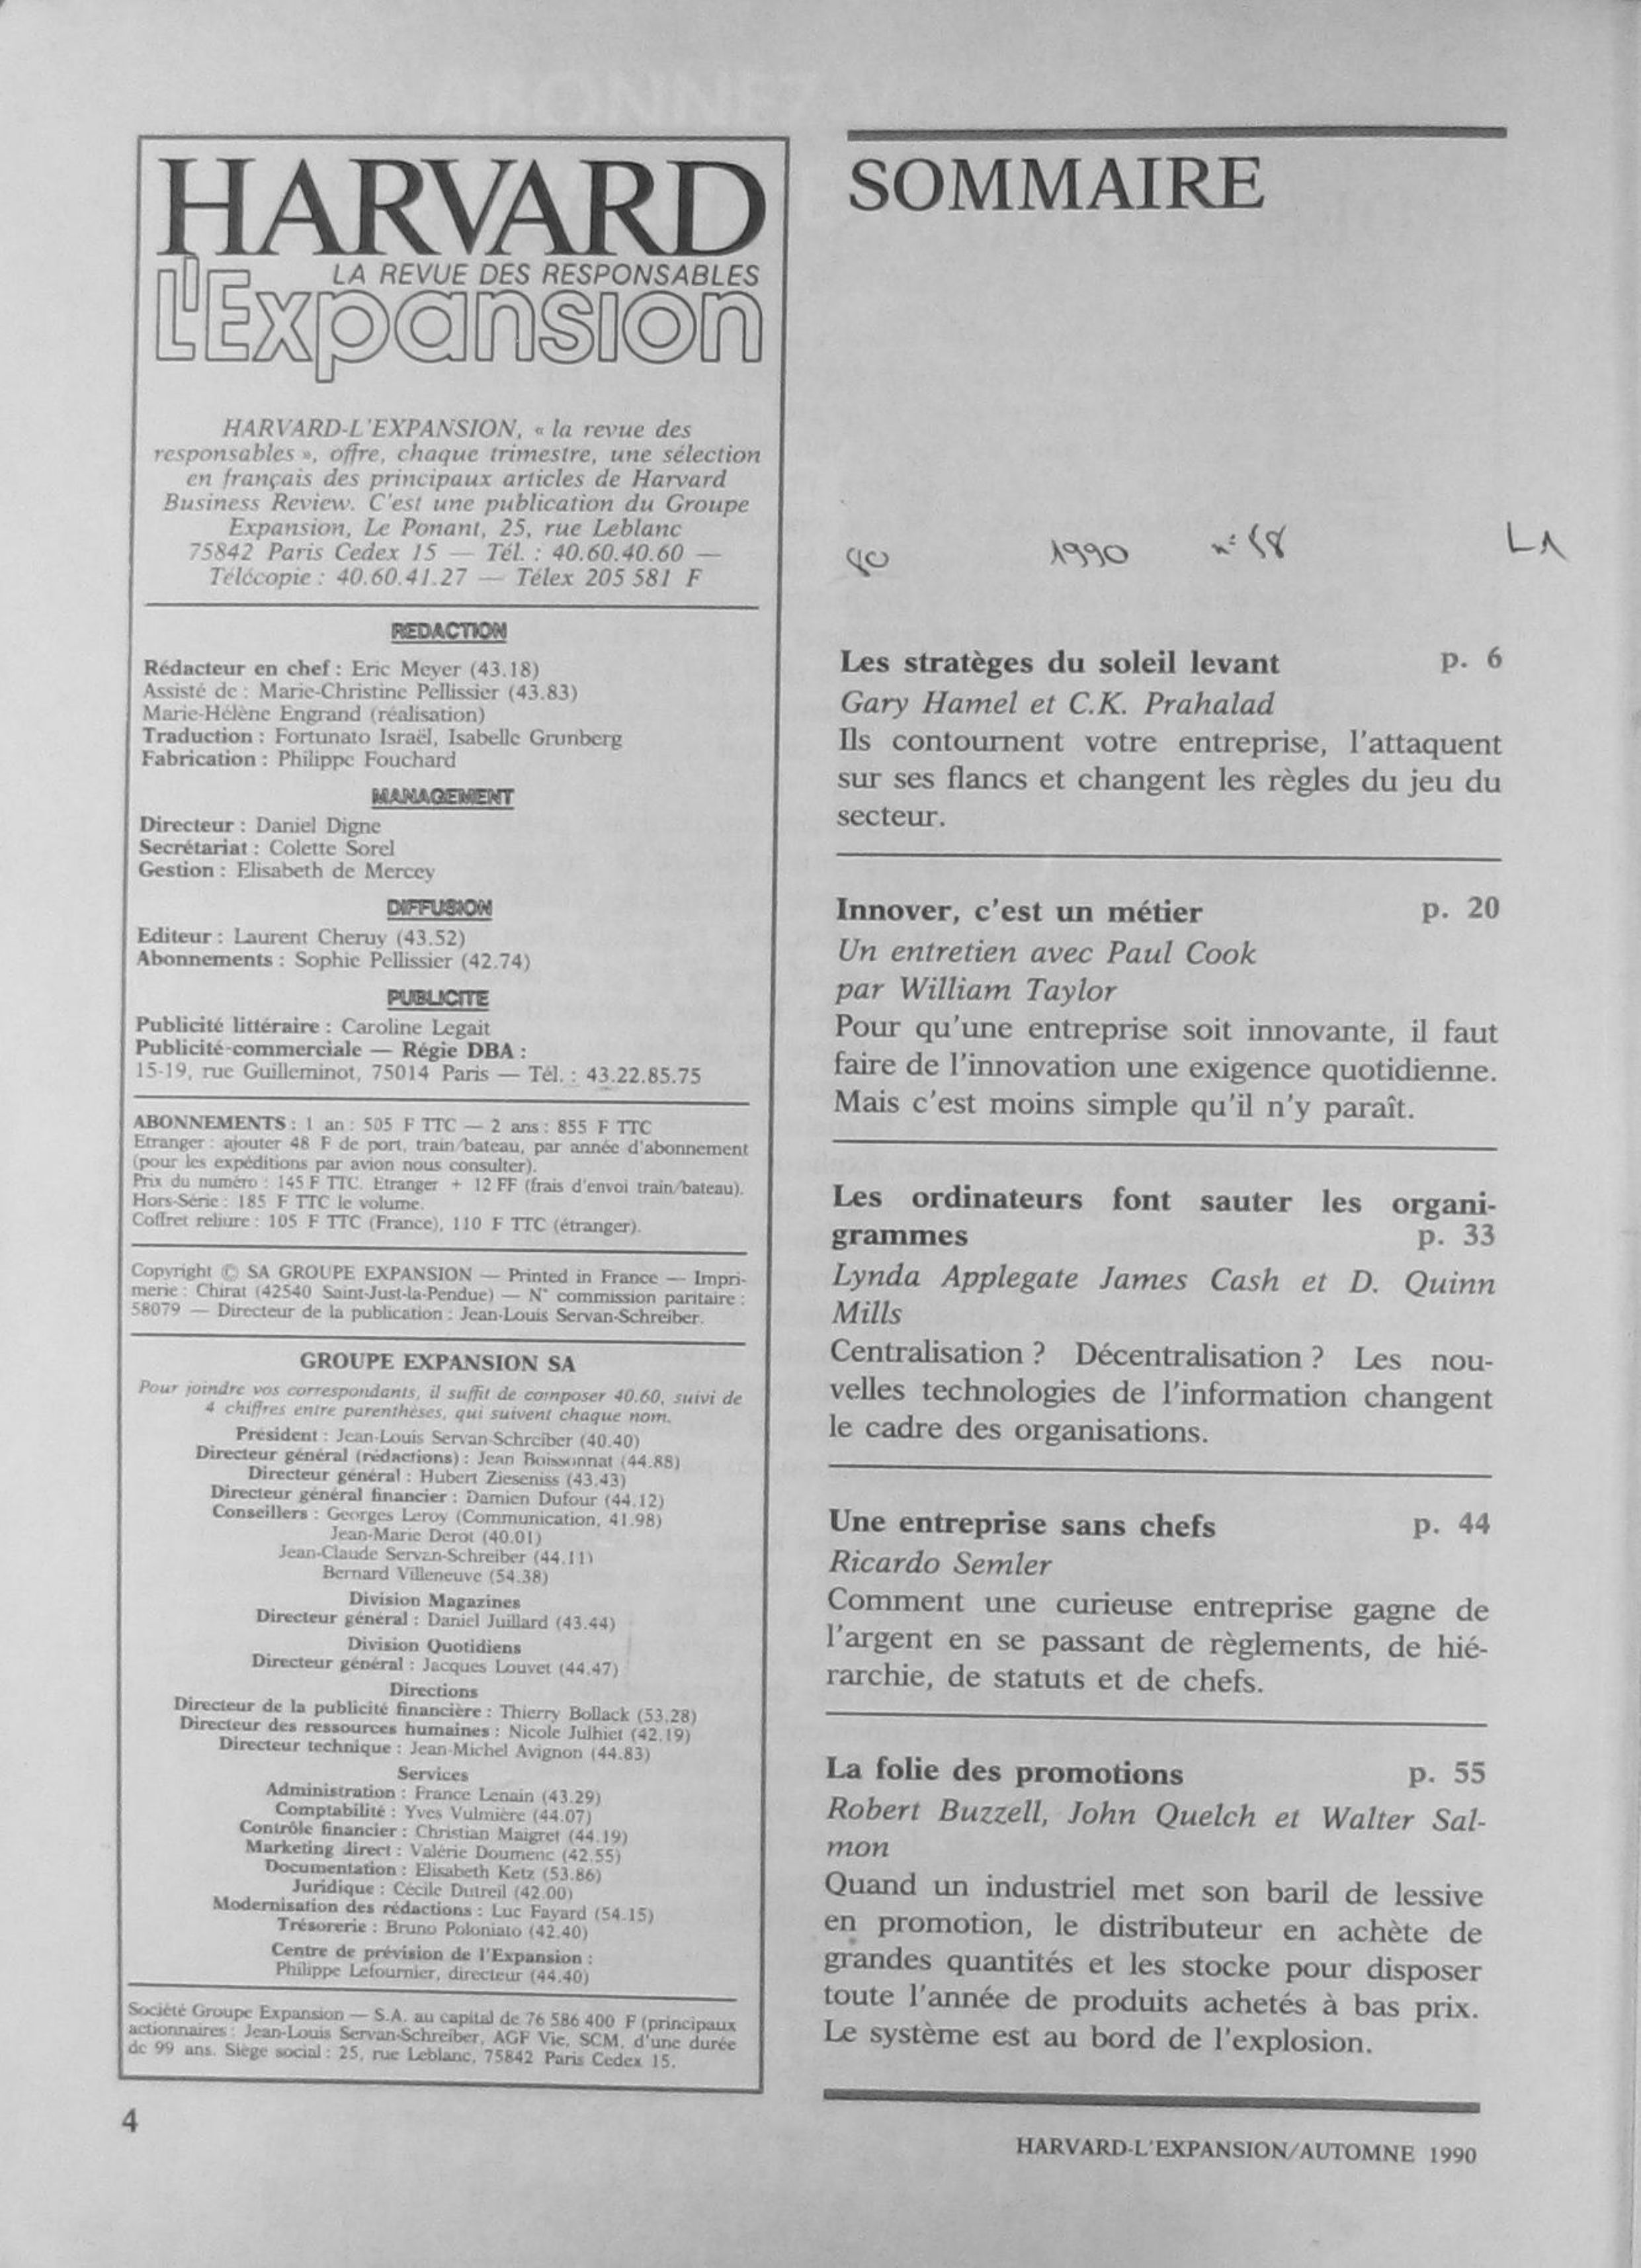 HARVARD
LA REVUE DES RESPONSABLES
L'Expansion
HARVARD-L'EXPANSION, « la revue des
responsables », offre, chaque trimestre, une sélection
en français des principaux articles de Harvard
Business Review. C'est une publication du Groupe
Expansion, Le Ponant, 25, rue Leblanc
75842 Paris Cedex 15 — Tél. : 40.60.40.60 —
Télécopie : 40.60.41.27 — Télex 205 581 F
REDACTION
Rédacteur en chef : Eric Meyer (43.18)
Assisté de : Marie-Christine Pellissier (43.83)
Marie-Hélène Engrand (réalisation)
Traduction : Fortunato Israël, Isabelle Grunberg
Fabrication : Philippe Fouchard
MANAGEMENT
Directeur : Daniel Digne
Secrétariat : Colette Sorel
Gestion : Elisabeth de Mercey
DIFFUSION
Editeur : Laurent Cheruy (43.52)
Abonnements : Sophie Pellissier (42.74)
PUBLICITE
Publicité littéraire : Caroline Legait
Publicité-commerciale — Régie DBA :
15-19, rue Guilleminot, 75014 Paris — Tél. : 43.22.85.75
ABONNEMENTS : 1 an : 505 F TTC — 2 ans : 855 F TTC
Etranger : ajouter 48 F de port, train/bateau, par année d'abonnement
(pour les expéditions par avion nous consulter).
Prix du numéro : 145 F TTC. Etranger + 12 FF (frais d'envoi train/bateau).
Hors-Série : 185 F TTC le volume.
Coffret reliure : 105 F TTC (France), 110 F TTC (étranger).
Copyright © SA GROUPE EXPANSION — Printed in France — Impri-
merie : Chirat (42540 Saint-Just-la-Pendue) — N° commission paritaire :
58079 — Directeur de la publication : Jean-Louis Servan-Schreiber.
GROUPE EXPANSION SA
Pour joindre vos correspondants, il suffit de composer 40.60, suivi de
4 chiffres entre parenthèses, qui suivent chaque nom.
Président : Jean-Louis Servan-Schreiber (40.40)
Directeur général (rédactions) : Jean Boissonnat (44.88)
Directeur général : Hubert Zieseniss (43.43)
Directeur général financier : Damien Dufour (44.12)
Conseillers : Georges Leroy (Communication, 41.98)
Jean-Marie Derot (40.01)
Jean-Claude Servan-Schreiber (44.11)
Bernard Villeneuve (54.38)
Division Magazines
Directeur général : Daniel Juillard (43.44)
Division Quotidiens
Directeur général : Jacques Louvet (44.47)
Directions
Directeur de la publicité financière : Thierry Bollack (53.28)
Directeur des ressources humaines : Nicole Julhiet (42.19)
Directeur technique : Jean-Michel Avignon (44.83)
Services
Administration : France Lenain (43.29)
Comptabilité : Yves Vulmière (44.07)
Contrôle financier : Christian Maigret (44.19)
Marketing direct : Valérie Doumenc (42.55)
Documentation : Elisabeth Ketz (53.86)
Juridique : Cécile Dutreil (42.00)
Modernisation des rédactions : Luc Fayard (54.15)
Trésorerie : Bruno Poloniato (42.40)
Centre de prévision de l'Expansion :
Philippe Lefournier, directeur (44.40)
Société Groupe Expansion — S.A. au capital de 76 586 400 F (principaux
actionnaires : Jean-Louis Servan-Schreiber, AGF Vie, SCM, d'une durée
de 99 ans. Siège social : 25, rue Leblanc, 75842 Paris Cedex 15.
4
SOMMAIRE
1990 n° 58 L1
Les stratèges du soleil levant p. 6
Gary Hamel et C.K. Prahalad
Ils contournent votre entreprise, l'attaquent
sur ses flancs et changent les règles du jeu du
secteur.
Innover, c'est un métier p. 20
Un entretien avec Paul Cook
par William Taylor
Pour qu'une entreprise soit innovante, il faut
faire de l'innovation une exigence quotidienne.
Mais c'est moins simple qu'il n'y paraît.
Les ordinateurs font sauter les organi-
grammes p. 33
Lynda Applegate James Cash et D. Quinn
Mills
Centralisation ? Décentralisation ? Les nou-
velles technologies de l'information changent
le cadre des organisations.
Une entreprise sans chefs p. 44
Ricardo Semler
Comment une curieuse entreprise gagne de
l'argent en se passant de règlements, de hié-
rarchie, de statuts et de chefs.
La folie des promotions p. 55
Robert Buzzell, John Quelch et Walter Sal-
mon
Quand un industriel met son baril de lessive
en promotion, le distributeur en achète de
grandes quantités et les stocke pour disposer
toute l'année de produits achetés à bas prix.
Le système est au bord de l'explosion.
HARVARD-L'EXPANSION/AUTOMNE 1990